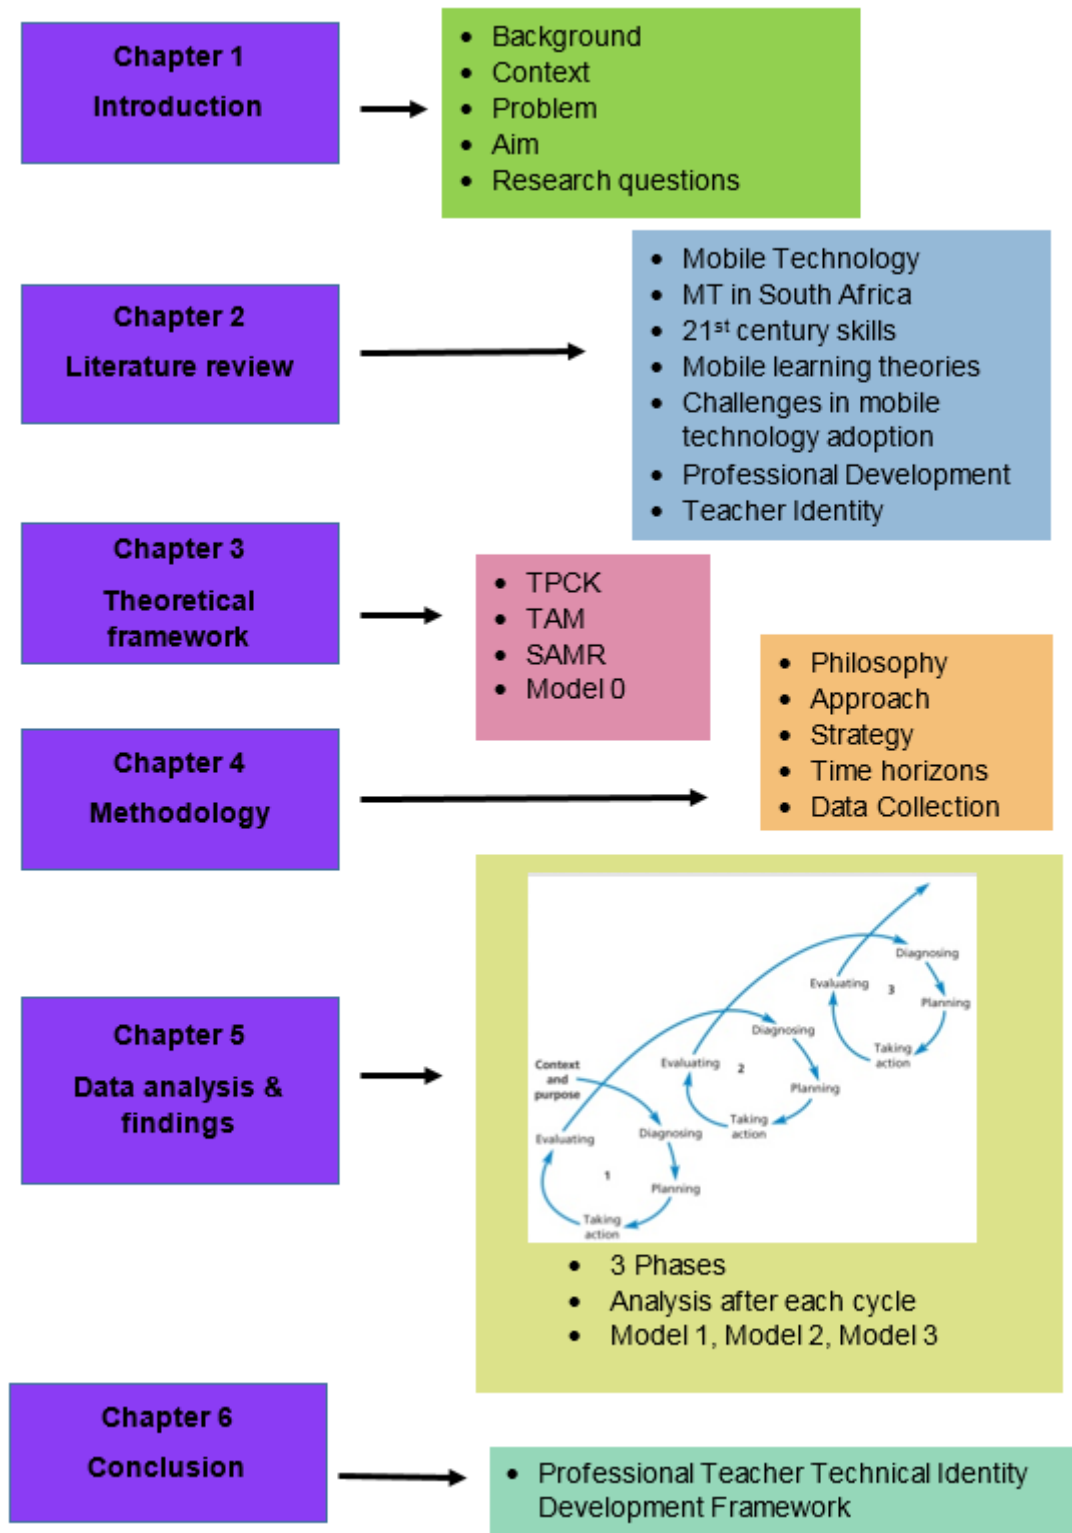 Chapter 1
Introduction
• Background
• Context
• Problem
• Aim
• Research questions
Chapter 2
Literature review
• Mobile Technology
• MT in South Africa
• 21st century skills
• Mobile learning theories
• Challenges in mobile
technology adoption
• Professional Development
• Teacher Identity
Chapter 3
Theoretical
framework
• TPCK
• TAM
• SAMR
• Model 0
Chapter 4
Methodology
• Philosophy
• Approach
• Strategy
• Time horizons
• Data Collection
Chapter 5
Data analysis &
findings
Context
and
purpose
Diagnosing
Planning
Taking
action
Evaluating
1
Diagnosing
Planning
Taking
action
Evaluating
2
Diagnosing
Planning
Taking
action
Evaluating
3
• 3 Phases
• Analysis after each cycle
• Model 1, Model 2, Model 3
Chapter 6
Conclusion
• Professional Teacher Technical Identity
Development Framework